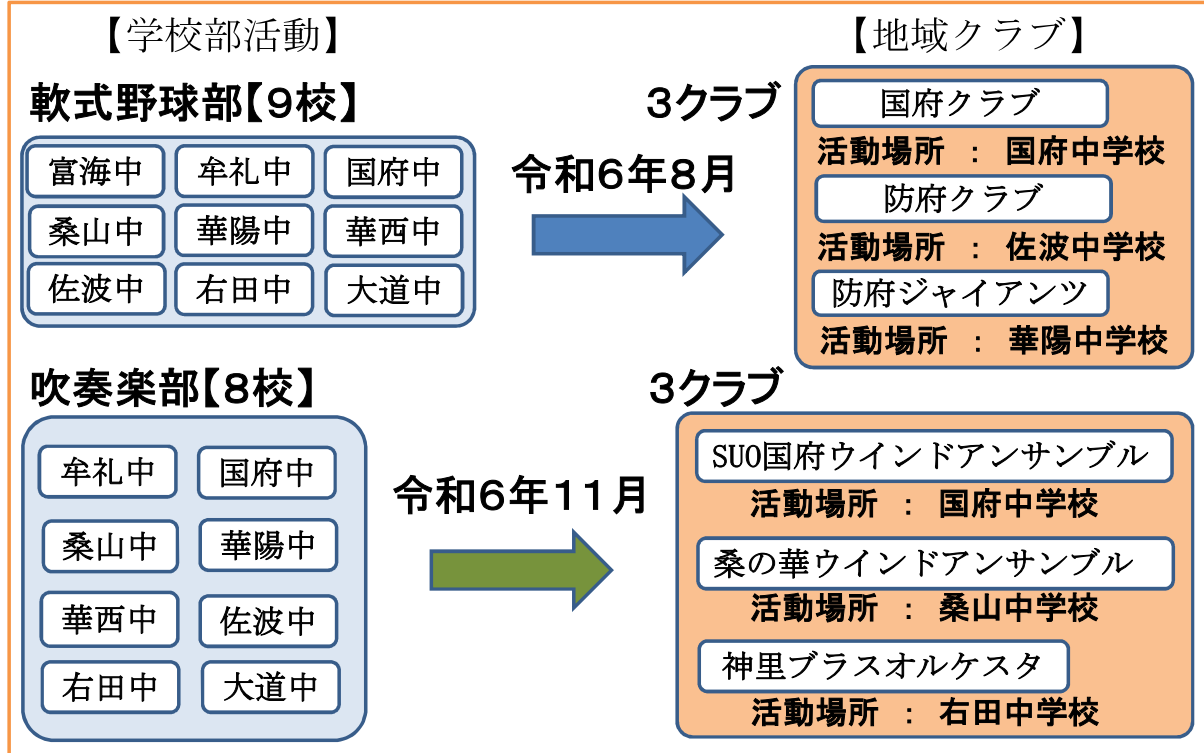 【学校部活動】
【地域クラブ】
軟式野球部【9校】
富海中 牟礼中 国府中
桑山中 華陽中 華西中
佐波中 右田中 大道中
令和6年8月
3クラブ
国府クラブ
活動場所 : 国府中学校
防府クラブ
活動場所 : 佐波中学校
防府ジャイアンツ
活動場所 : 華陽中学校
吹奏楽部【8校】
牟礼中 国府中
桑山中 華陽中
華西中 佐波中
右田中 大道中
令和6年11月
3クラブ
SUO国府ウインドアンサンブル
活動場所 : 国府中学校
桑の華ウインドアンサンブル
活動場所 : 桑山中学校
神里ブラスオルケスタ
活動場所 : 右田中学校